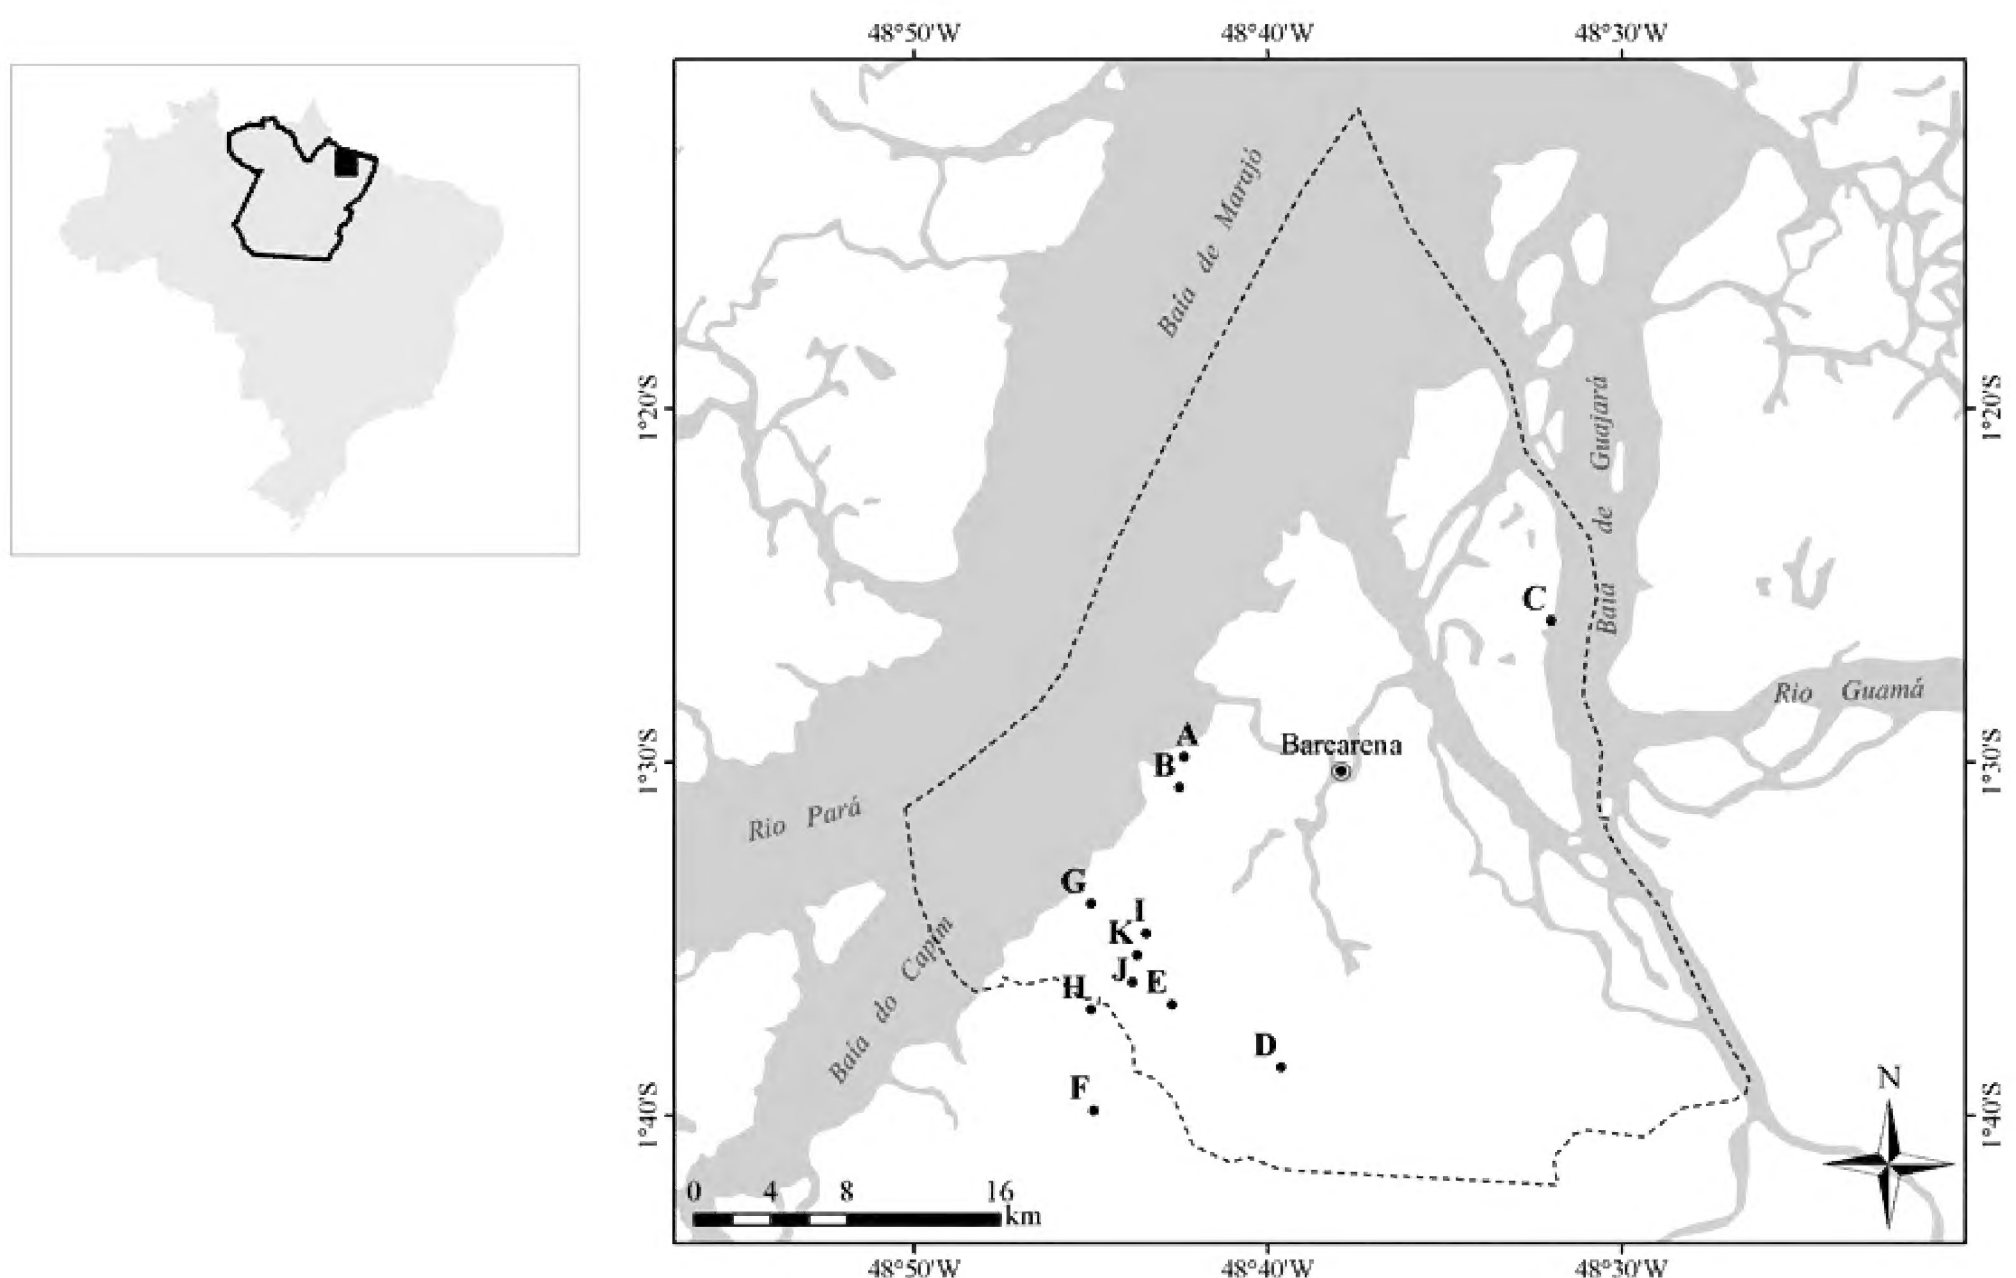 48°50'W 48°40'W 48°30'W
Baía de Marajó
1°20'S 1°20'S
Baía de Guajará
C
Rio Guamá
A
Barcarena
B
1°30'S 1°30'S
Rio Pará
G
I
K
J E
H
Baía do Capim
D
F
N
1°40'S 1°40'S
0 4 8 16
km
48°50'W 48°40'W 48°30'W